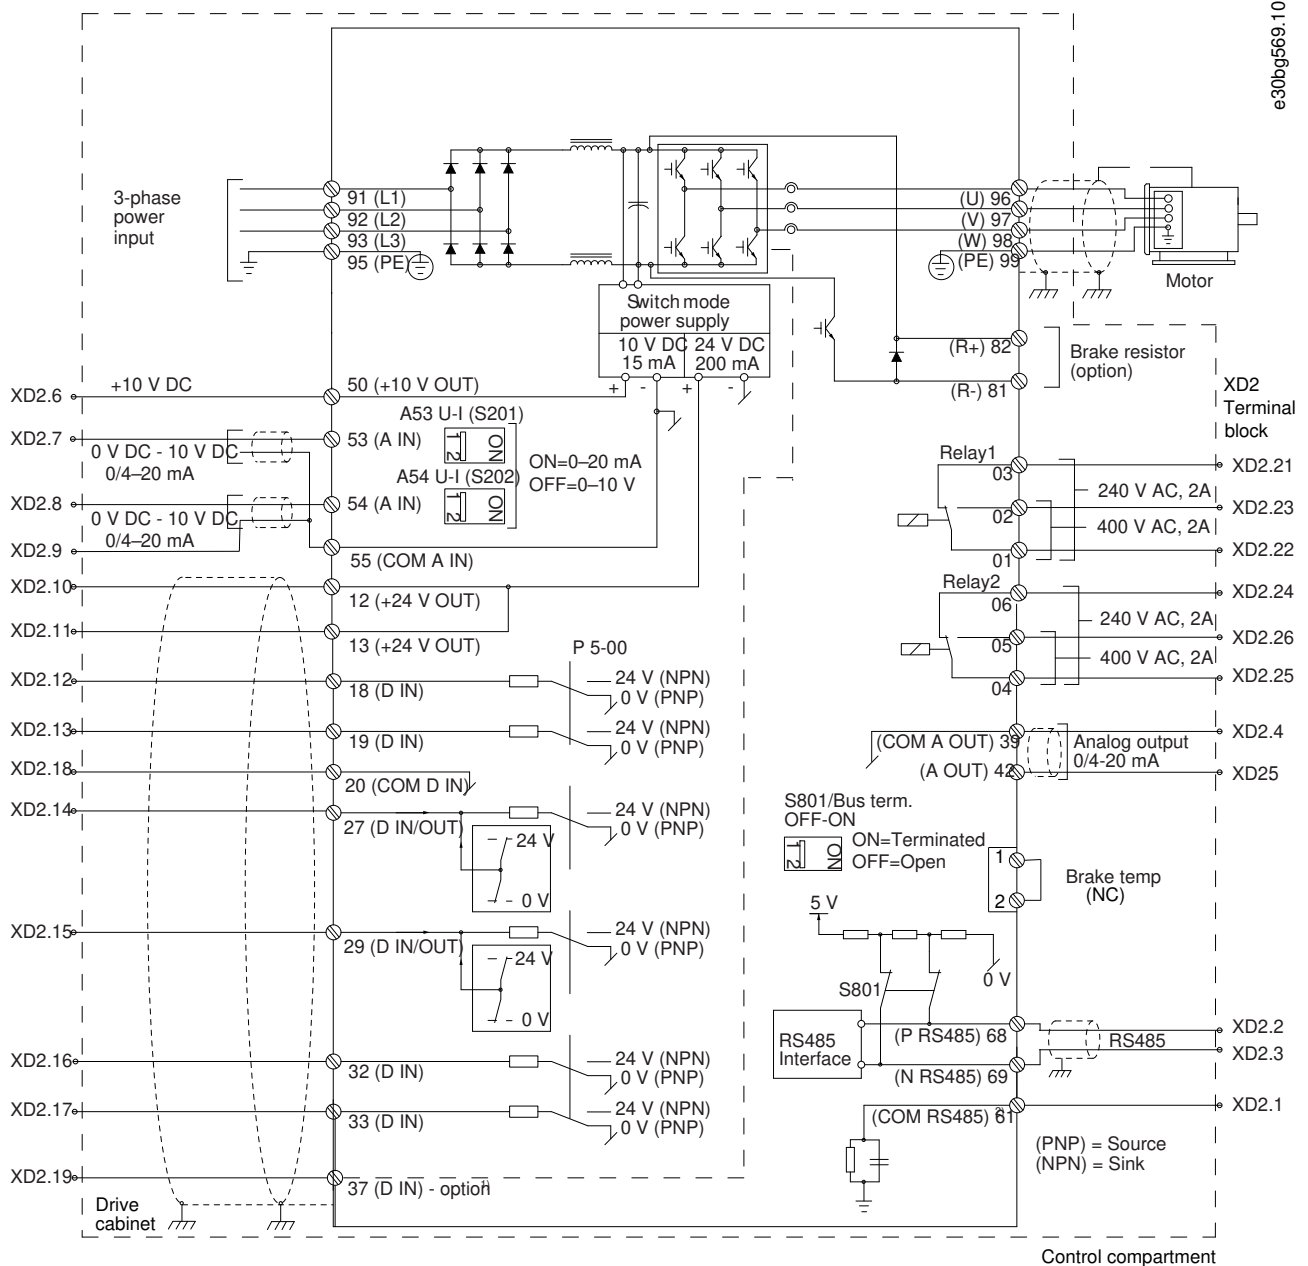 e30bg569.10
3-phase
power
input
91 (L1)
92 (L2)
93 (L3)
95 (PE)
(U) 96
(V) 97
(W) 98
(PE) 99
Motor
Switch mode
power supply
10 V DC
15 mA
24 V DC
200 mA
+ - + -
(R+) 82
(R-) 81
Brake resistor
(option)
XD2
Terminal
block
XD2.6
+10 V DC
50 (+10 V OUT)
XD2.7
0 V DC - 10 V DC
0/4–20 mA
53 (A IN)
A53 U-I (S201)
1 2
ON
XD2.8
0 V DC - 10 V DC
0/4–20 mA
54 (A IN)
A54 U-I (S202)
1 2
ON
ON=0–20 mA
OFF=0–10 V
XD2.9
55 (COM A IN)
XD2.10
12 (+24 V OUT)
XD2.11
13 (+24 V OUT)
P 5-00
XD2.12
18 (D IN)
24 V (NPN)
0 V (PNP)
XD2.13
19 (D IN)
24 V (NPN)
0 V (PNP)
XD2.18
20 (COM D IN)
XD2.14
27 (D IN/OUT)
24 V (NPN)
0 V (PNP)
24 V
0 V
XD2.15
29 (D IN/OUT)
24 V (NPN)
0 V (PNP)
24 V
0 V
XD2.16
32 (D IN)
24 V (NPN)
0 V (PNP)
XD2.17
33 (D IN)
24 V (NPN)
0 V (PNP)
XD2.19
37 (D IN) - option
Drive
cabinet
Relay1
03
02
01
240 V AC, 2A
400 V AC, 2A
XD2.21
XD2.23
XD2.22
Relay2
06
05
04
240 V AC, 2A
400 V AC, 2A
XD2.24
XD2.26
XD2.25
(COM A OUT) 39
(A OUT) 42
Analog output
0/4-20 mA
XD2.4
XD25
S801/Bus term.
OFF-ON
1 2
ON
ON=Terminated
OFF=Open
1
2
Brake temp
(NC)
5 V
0 V
S801
RS485
Interface
(P RS485) 68
(N RS485) 69
RS485
XD2.2
XD2.3
(COM RS485) 61
XD2.1
(PNP) = Source
(NPN) = Sink
Control compartment